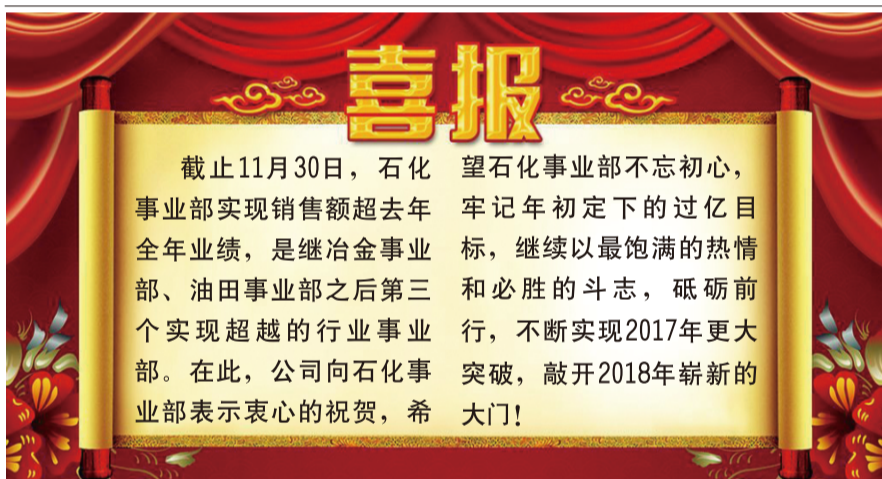 喜报
截止11月30日，石化
事业部实现销售额超去年
全年业绩，是继冶金事业
部、油田事业部之后第三
个实现超越的行业事业
部。在此，公司向石化事
业部表示衷心的祝贺，希
望石化事业部不忘初心，
牢记年初定下的过亿目
标，继续以最饱满的热情
和必胜的斗志，砥砺前
行，不断实现2017年更大
突破，敲开2018年崭新的
大门！